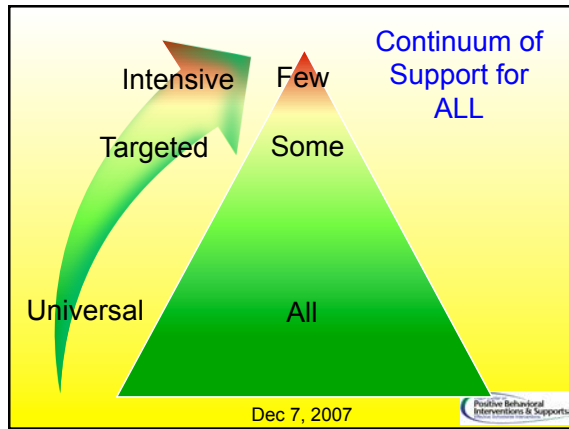 Continuum of
Support for
ALL
Intensive
Few
Targeted
Some
Universal
All
Dec 7, 2007
Positive Behavioral
Interventions & Supports